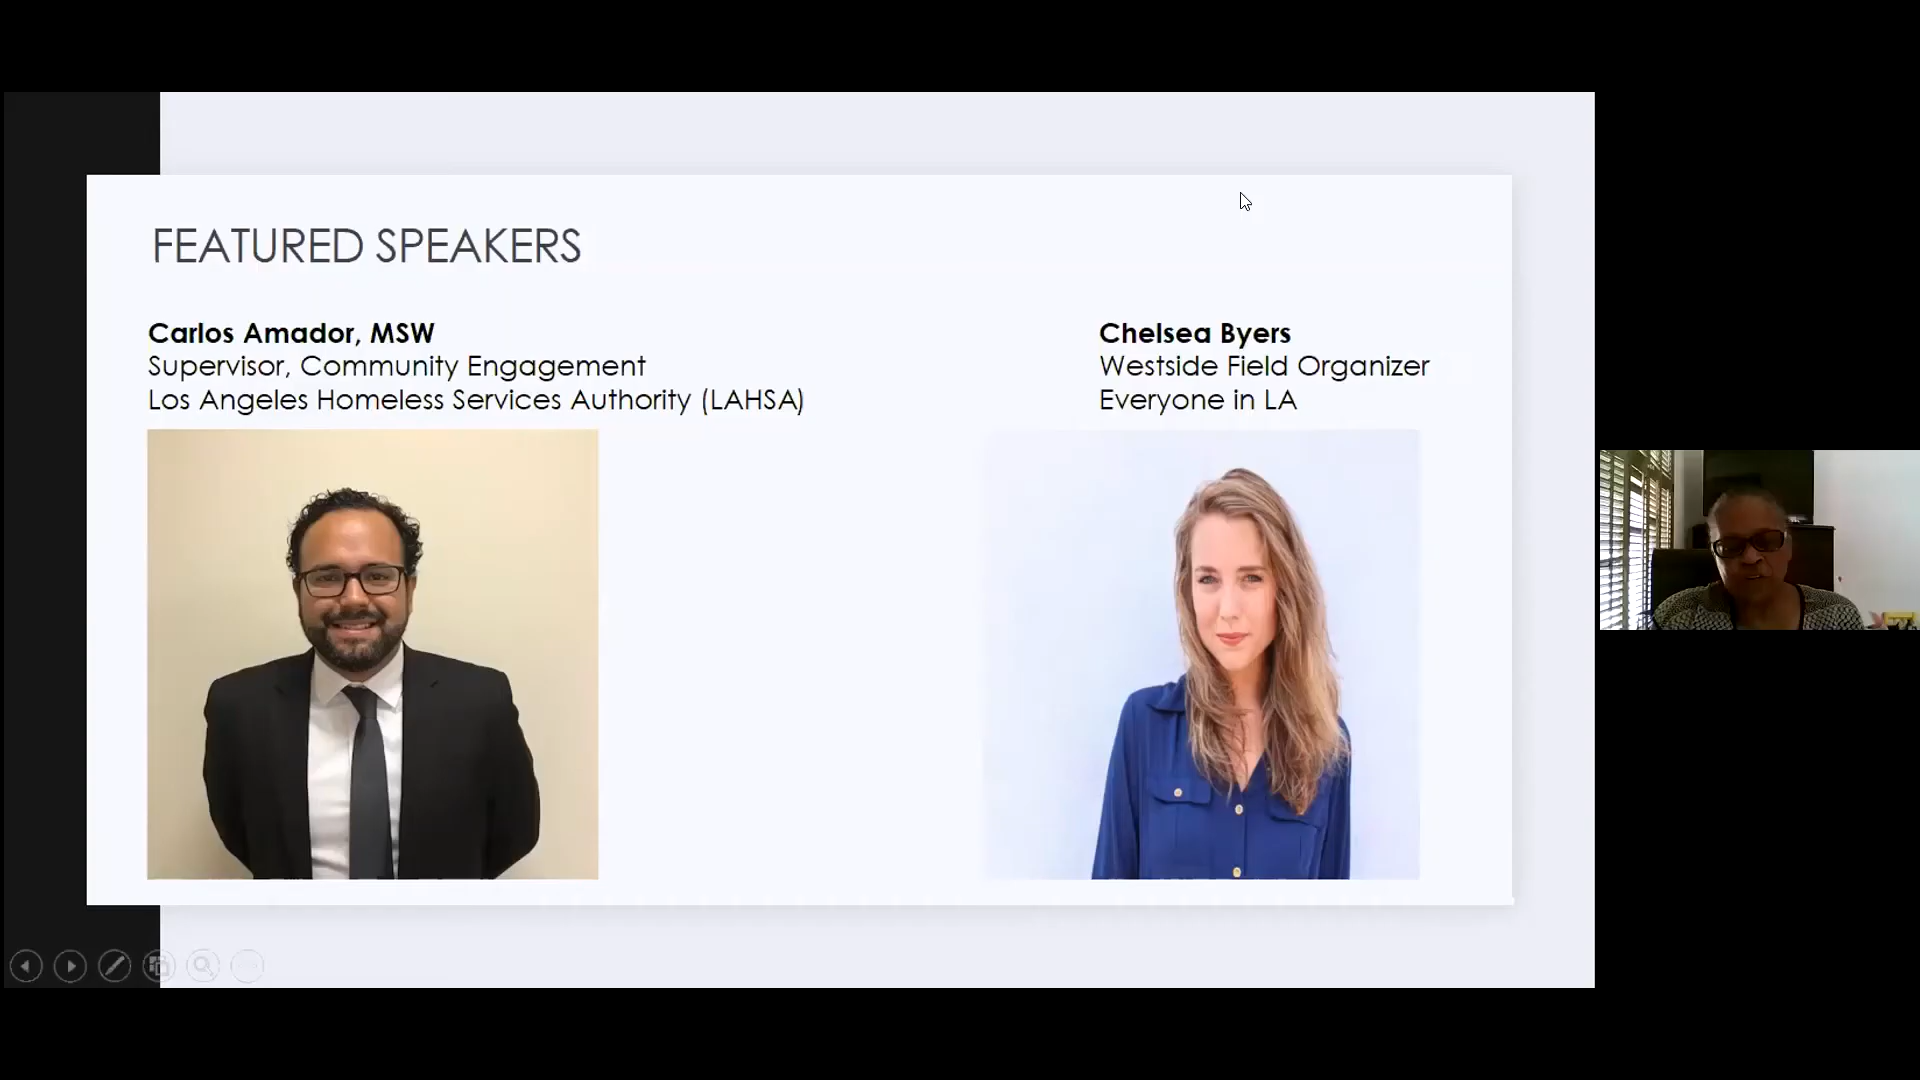 FEATURED SPEAKERS
Carlos Amador, MSW
Supervisor, Community Engagement
Los Angeles Homeless Services Authority (LAHSA)
Chelsea Byers
Westside Field Organizer
Everyone in LA